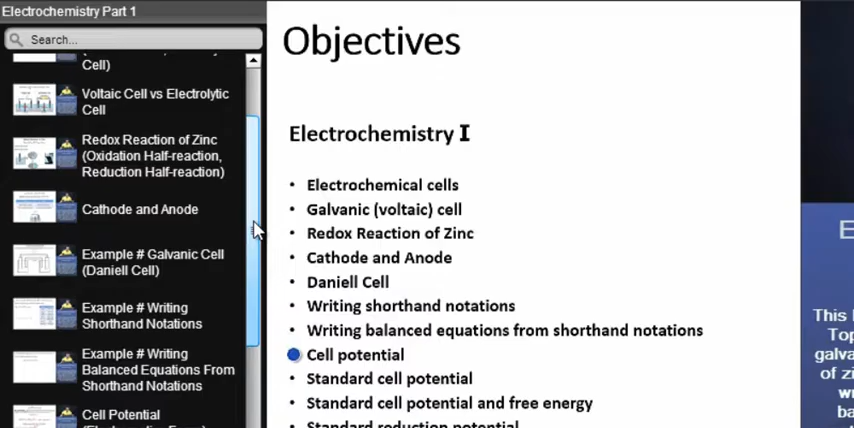 Electrochemistry Part 1
Search...
Cell)
Voltaic Cell vs Electrolytic
Cell
Redox Reaction of Zinc
(Oxidation Half-reaction,
Reduction Half-reaction)
Cathode and Anode
Example # Galvanic Cell
(Daniell Cell)
Example # Writing
Shorthand Notations
Example # Writing
Balanced Equations From
Shorthand Notations
Cell Potential
Objectives
Electrochemistry I
• Electrochemical cells
• Galvanic (voltaic) cell
• Redox Reaction of Zinc
• Cathode and Anode
• Daniell Cell
• Writing shorthand notations
• Writing balanced equations from shorthand notations
• Cell potential
• Standard cell potential
• Standard cell potential and free energy
• Standard reduction potential
E
This
Top
galva
of zi
wr
ba